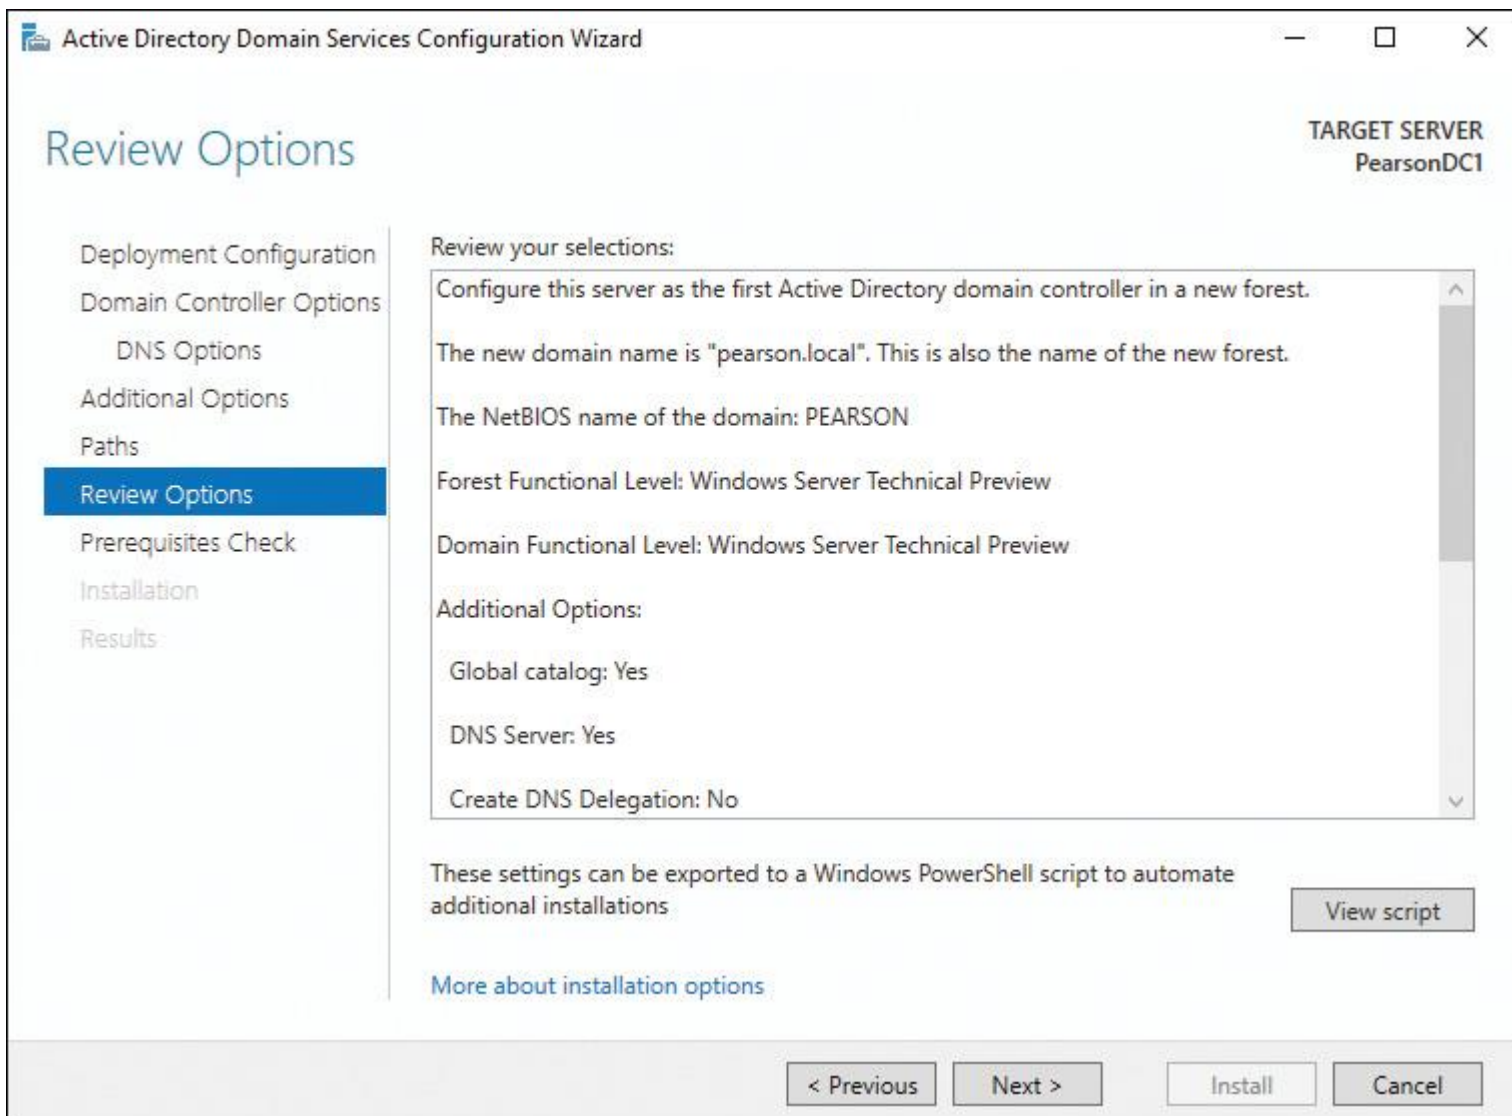 Active Directory Domain Services Configuration Wizard
Review Options
TARGET SERVER
PearsonDC1
Deployment Configuration
Domain Controller Options
DNS Options
Additional Options
Paths
Review Options
Prerequisites Check
Installation
Results
Review your selections:
Configure this server as the first Active Directory domain controller in a new forest.
The new domain name is "pearson.local". This is also the name of the new forest.
The NetBIOS name of the domain: PEARSON
Forest Functional Level: Windows Server Technical Preview
Domain Functional Level: Windows Server Technical Preview
Additional Options:
Global catalog: Yes
DNS Server: Yes
Create DNS Delegation: No
These settings can be exported to a Windows PowerShell script to automate
additional installations
View script
More about installation options
< Previous
Next >
Install
Cancel